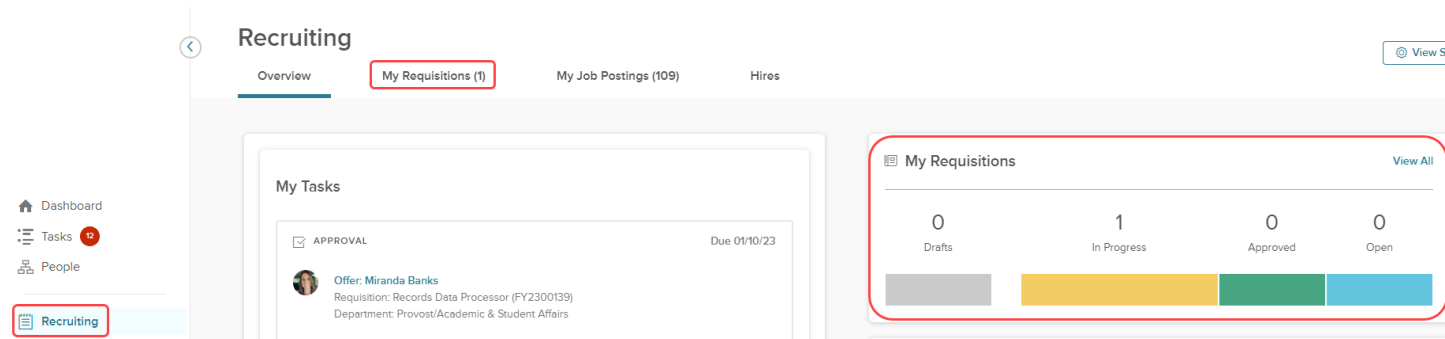 Recruiting
View
Overview
My Requisitions (1)
My Job Postings (109)
Hires
Dashboard
Tasks 12
People
Recruiting
My Tasks
APPROVAL
Due 01/10/23
Offer: Miranda Banks
Requisition: Records Data Processor (FY2300139)
Department: Provost/Academic & Student Affairs
My Requisitions
View All
0
Drafts
1
In Progress
0
Approved
0
Open